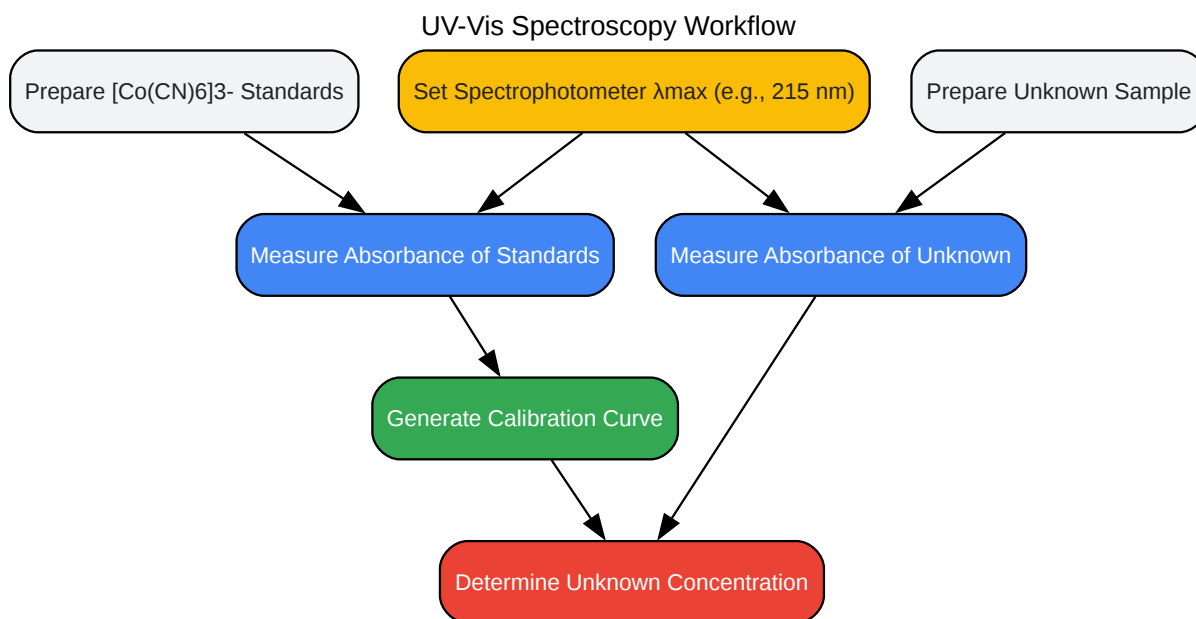 UV-Vis Spectroscopy Workflow
Prepare [Co(CN)6]3- Standards
Set Spectrophotometer λmax (e.g., 215 nm)
Prepare Unknown Sample
Measure Absorbance of Standards
Measure Absorbance of Unknown
Generate Calibration Curve
Determine Unknown Concentration